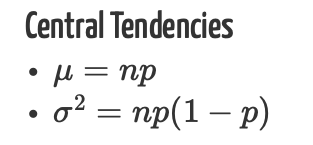 Central Tendencies
• μ = np
• σ² = np(1 − p)